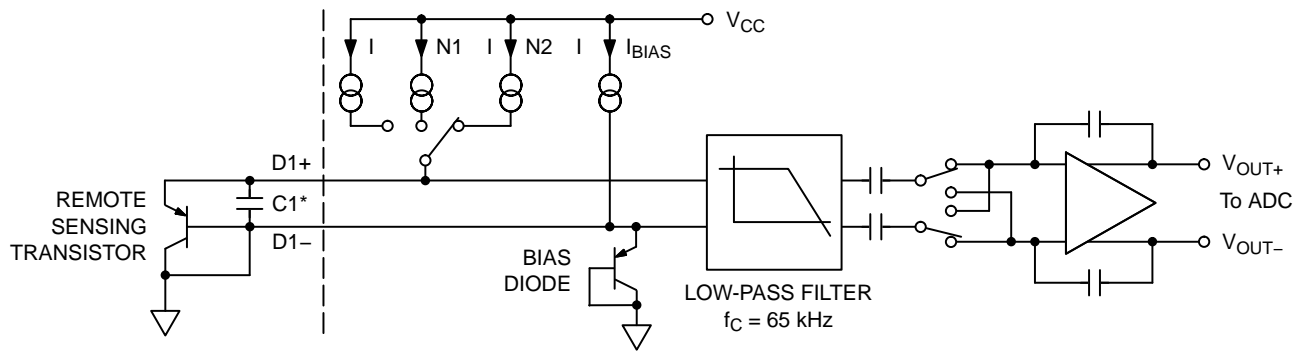 V_CC
I N1 I N2 I I_BIAS
D1+
REMOTE
SENSING
TRANSISTOR
C1*
D1−
BIAS
DIODE
LOW-PASS FILTER
f_C = 65 kHz
V_OUT+
To ADC
V_OUT−